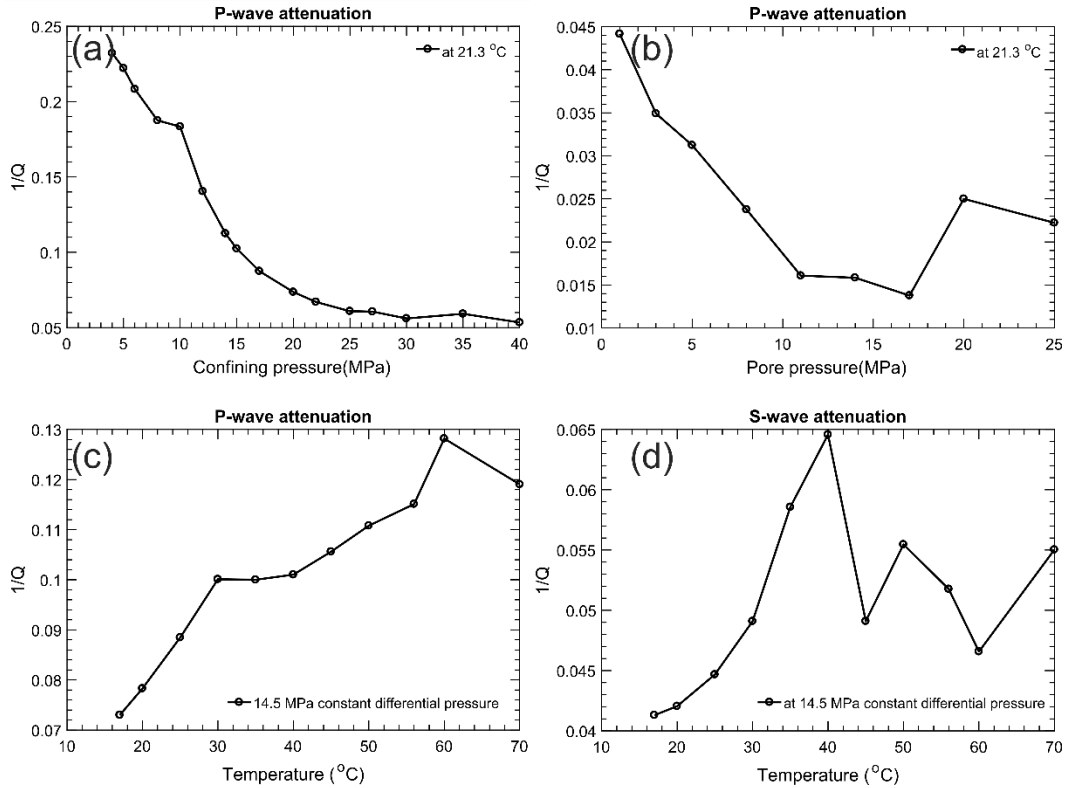 P-wave attenuation
(a)
at 21.3 °C
0.25
0.2
0.15
0.1
0.05
1/Q
0 5 10 15 20 25 30 35 40
Confining pressure(MPa)
P-wave attenuation
(b)
at 21.3 °C
0.045
0.04
0.035
0.03
0.025
0.02
0.015
0.01
1/Q
0 5 10 15 20 25
Pore pressure(MPa)
P-wave attenuation
(c)
0.13
0.12
0.11
0.1
0.09
0.08
0.07
1/Q
14.5 MPa constant differential pressure
10 20 30 40 50 60 70
Temperature (°C)
S-wave attenuation
(d)
0.065
0.06
0.055
0.05
0.045
0.04
1/Q
at 14.5 MPa constant differential pressure
10 20 30 40 50 60 70
Temperature (°C)